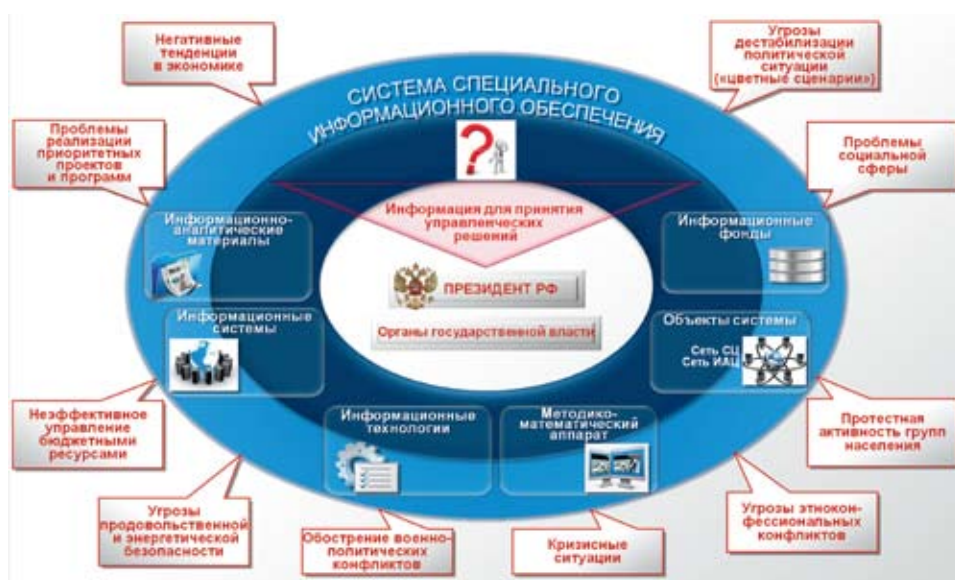 Негативные
тенденции
в экономике
Угрозы
дестабилизации
политической
ситуации
(«цветные сценарии»)
СИСТЕМА СПЕЦИАЛЬНОГО
ИНФОРМАЦИОННОГО ОБЕСПЕЧЕНИЯ
Проблемы
реализации
приоритетных
проектов
и программ
Проблемы
социальной
сферы
Информация для принятия
управленческих
решений
Информационно-
аналитические
материалы
Информационные
фонды
ПРЕЗИДЕНТ РФ
Органы государственной власти
Информационные
системы
Объекты системы
Сеть СЦ
Сеть ИАЦ
Неэффективное
управление
бюджетными
ресурсами
Информационные
технологии
Методико-
математический
аппарат
Протестная
активность групп
населения
Угрозы
продовольственной
и энергетической
безопасности
Обострение военно-
политических
конфликтов
Кризисные
ситуации
Угрозы этнокон-
фессиональных
конфликтов